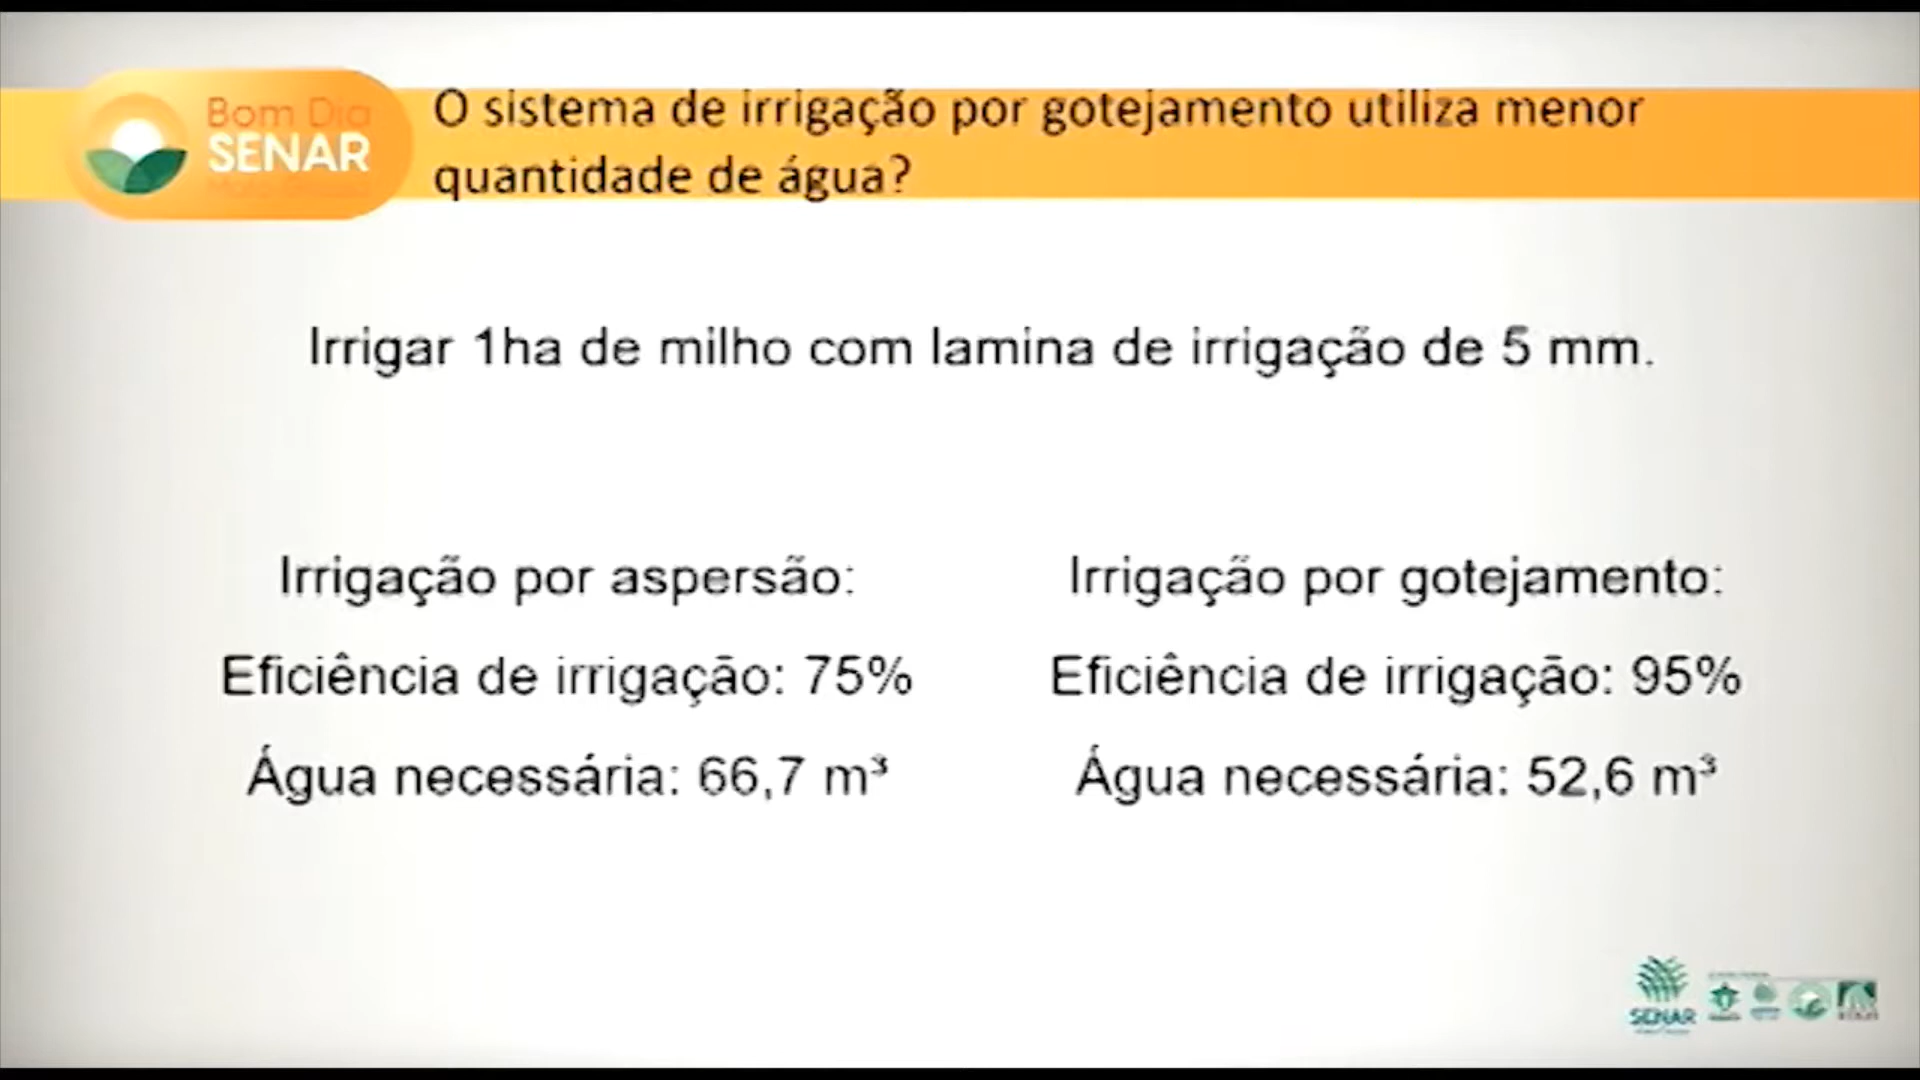 Bom Dia
SENAR
O sistema de irrigação por gotejamento utiliza menor
quantidade de água?
Irrigar 1ha de milho com lamina de irrigação de 5 mm.
Irrigação por aspersão:
Eficiência de irrigação: 75%
Água necessária: 66,7 m³
Irrigação por gotejamento:
Eficiência de irrigação: 95%
Água necessária: 52,6 m³
SENAR